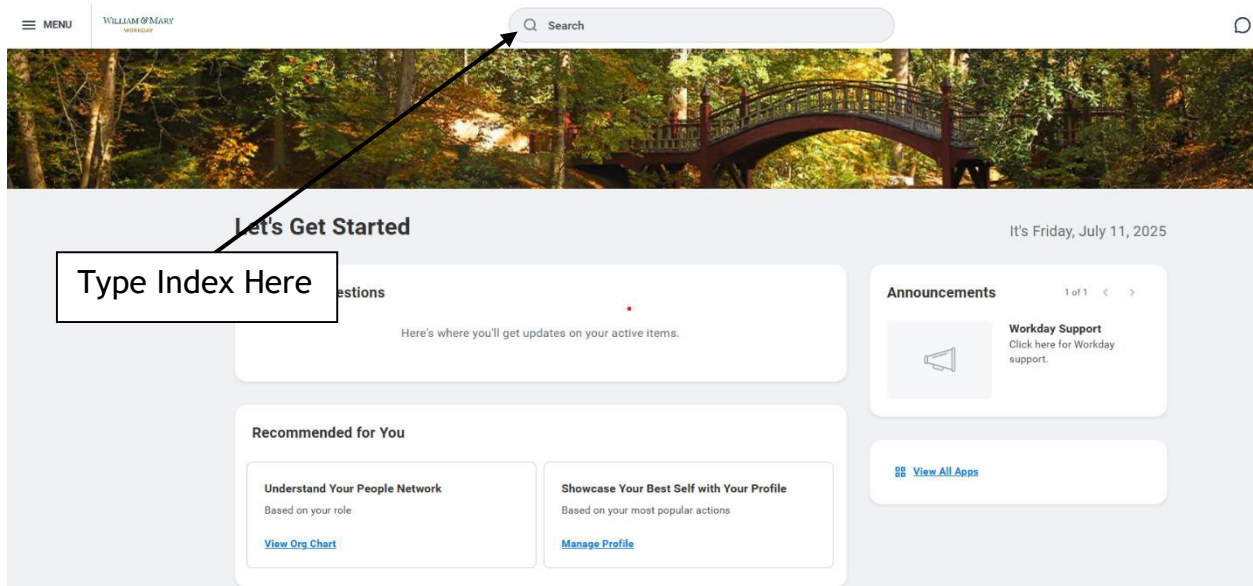 MENU
WILLIAM & MARY
WORKDAY
Search
Let's Get Started
It's Friday, July 11, 2025
Type Index Here
estions
Here's where you'll get updates on your active items.
Announcements
1 of 1
Workday Support
Click here for Workday
support.
Recommended for You
Understand Your People Network
Based on your role
View Org Chart
Showcase Your Best Self with Your Profile
Based on your most popular actions
Manage Profile
View All Apps